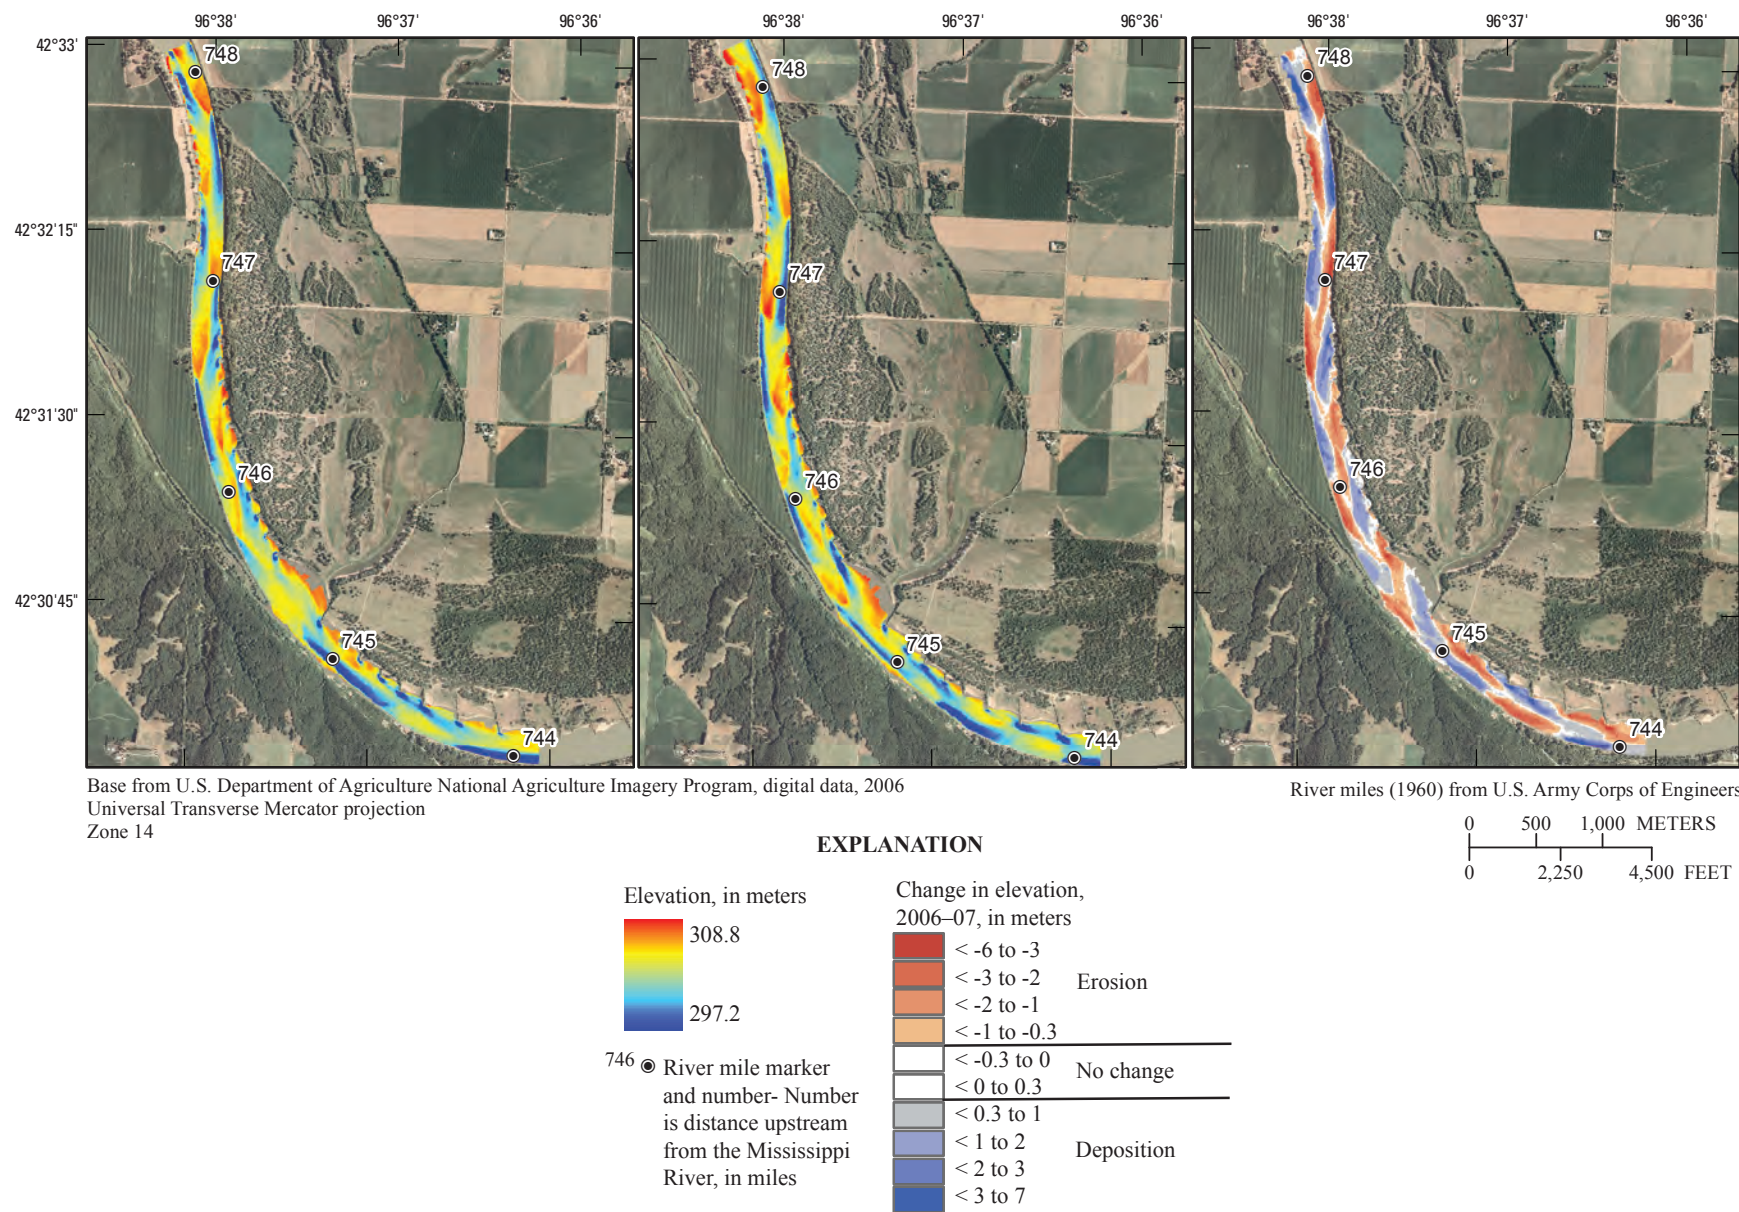 96°38' 96°37' 96°36' 96°38' 96°37' 96°36' 96°38' 96°37' 96°36'
42°33'
42°32'15"
42°31'30"
42°30'45"
748
747
746
745
744
748
747
746
745
744
748
747
746
745
744
Base from U.S. Department of Agriculture National Agriculture Imagery Program, digital data, 2006
Universal Transverse Mercator projection
Zone 14
River miles (1960) from U.S. Army Corps of Engineers
0 500 1,000 METERS
0 2,250 4,500 FEET
EXPLANATION
Elevation, in meters
308.8
297.2
746 River mile marker
and number- Number
is distance upstream
from the Mississippi
River, in miles
Change in elevation,
2006–07, in meters
< -6 to -3
< -3 to -2
< -2 to -1
< -1 to -0.3
Erosion
< -0.3 to 0
< 0 to 0.3
No change
< 0.3 to 1
< 1 to 2
< 2 to 3
< 3 to 7
Deposition